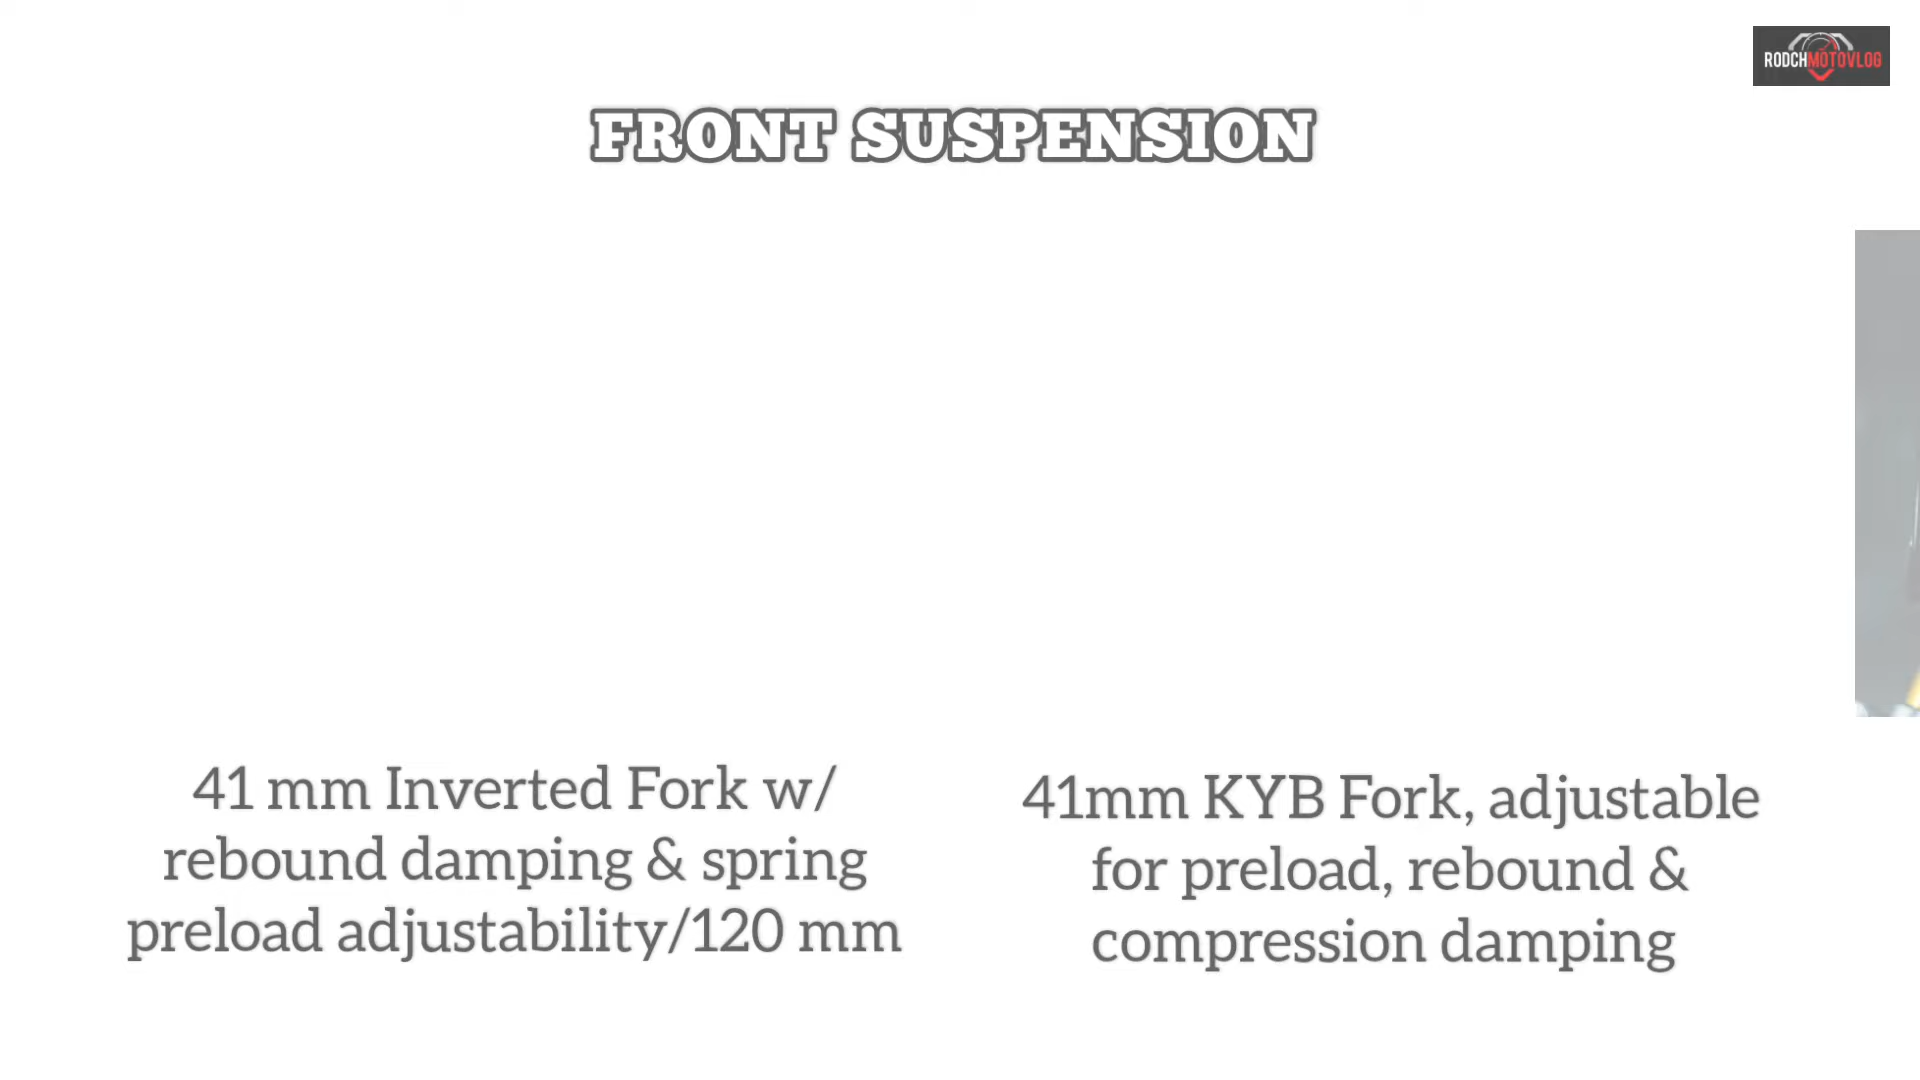 RODCHMOTOVLOG
FRONT SUSPENSION
41 mm Inverted Fork w/
rebound damping & spring
preload adjustability/120 mm
41mm KYB Fork, adjustable
for preload, rebound &
compression damping